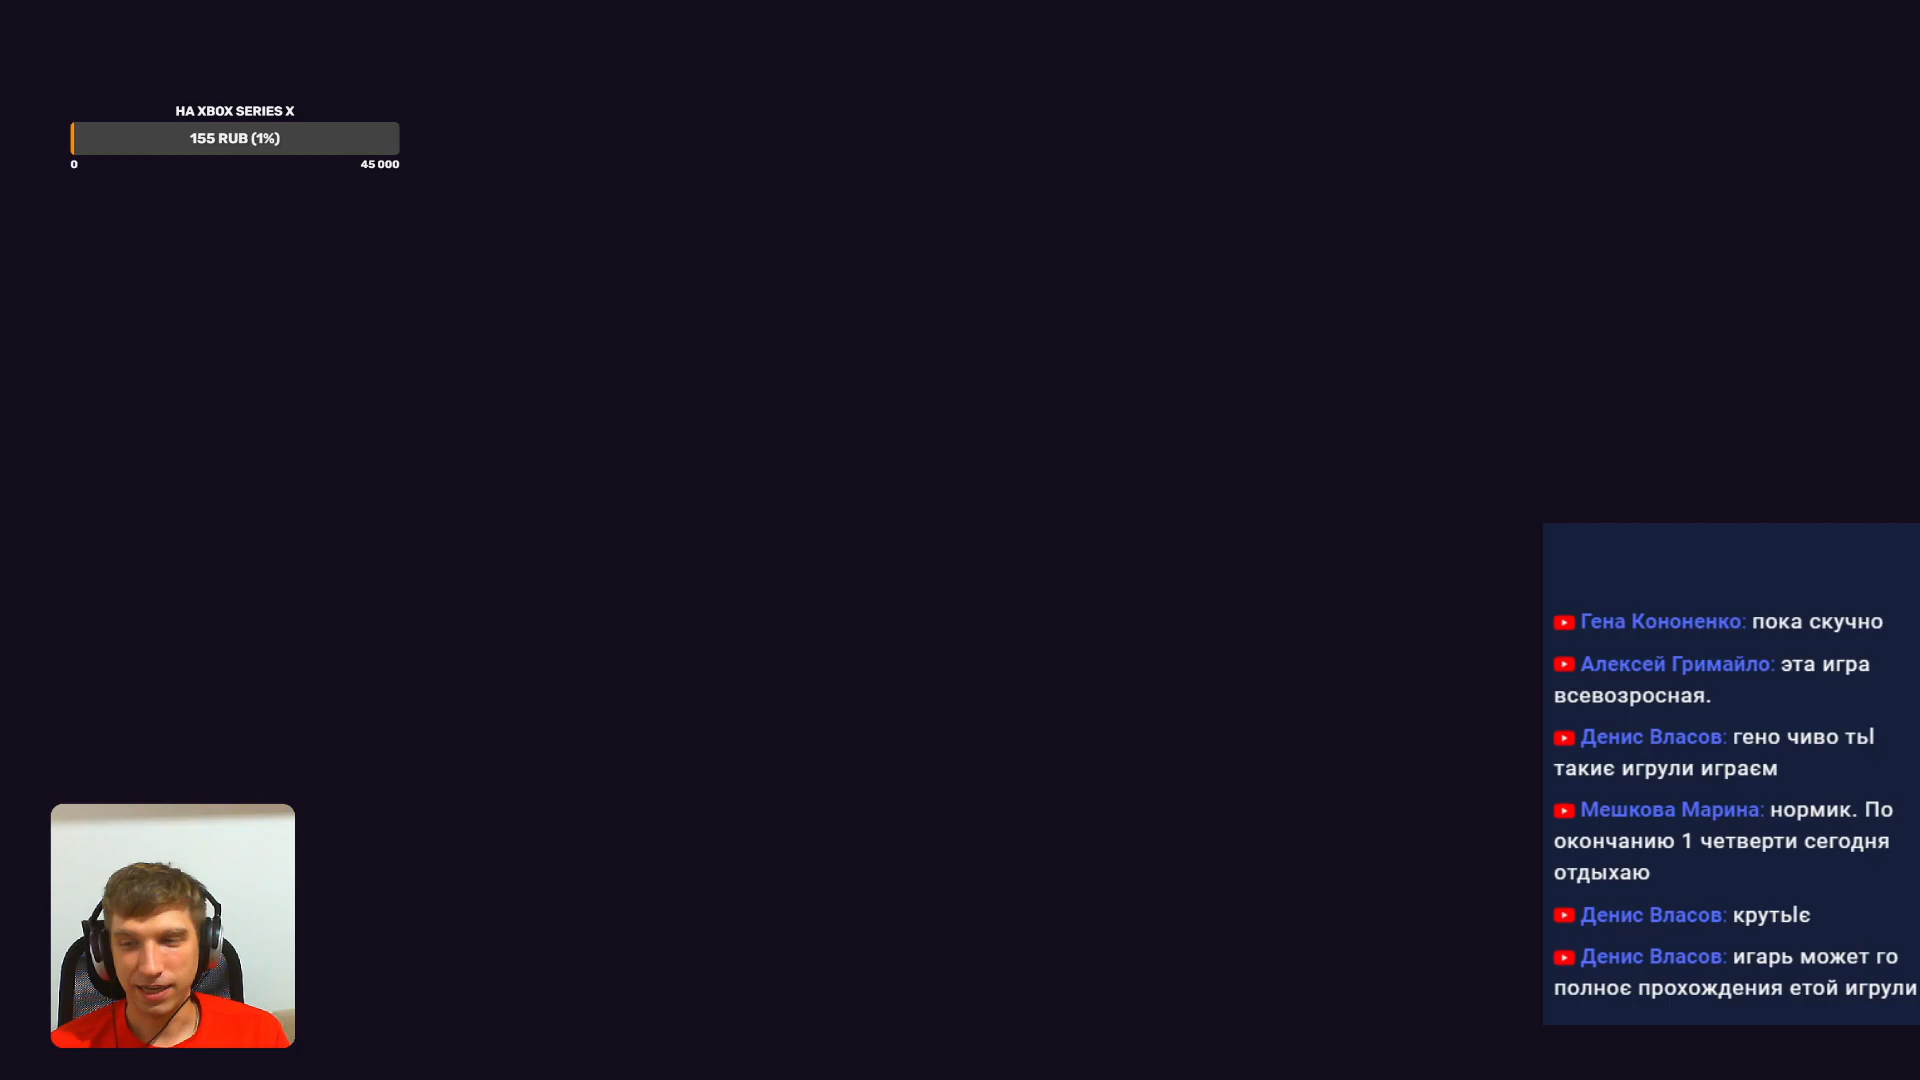 НА XBOX SERIES X
155 RUB (1%)
0
45 000
Гена Кононенко: пока скучно
Алексей Гримайло: эта игра
всевозросная.
Денис Власов: гено чиво тыl
такиє игрули играєм
Мешкова Марина: нормик. По
окончанию 1 четверти сегодня
отдыхаю
Денис Власов: крутьlє
Денис Власов: игарь может го
полноє прохождения етой игрули